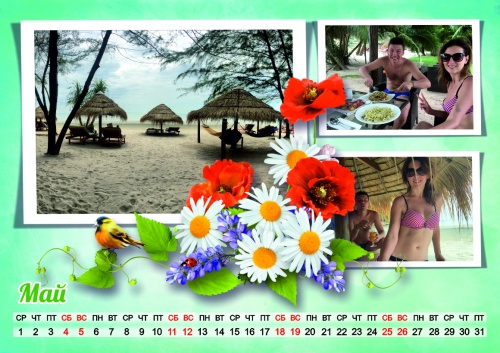 Май
СР ЧТ ПТ СБ ВС ПН ВТ СР ЧТ ПТ СБ ВС ПН ВТ СР ЧТ ПТ СБ ВС ПН ВТ СР ЧТ ПТ СБ ВС ПН ВТ СР ЧТ ПТ
1 2 3 4 5 6 7 8 9 10 11 12 13 14 15 16 17 18 19 20 21 22 23 24 25 26 27 28 29 30 31